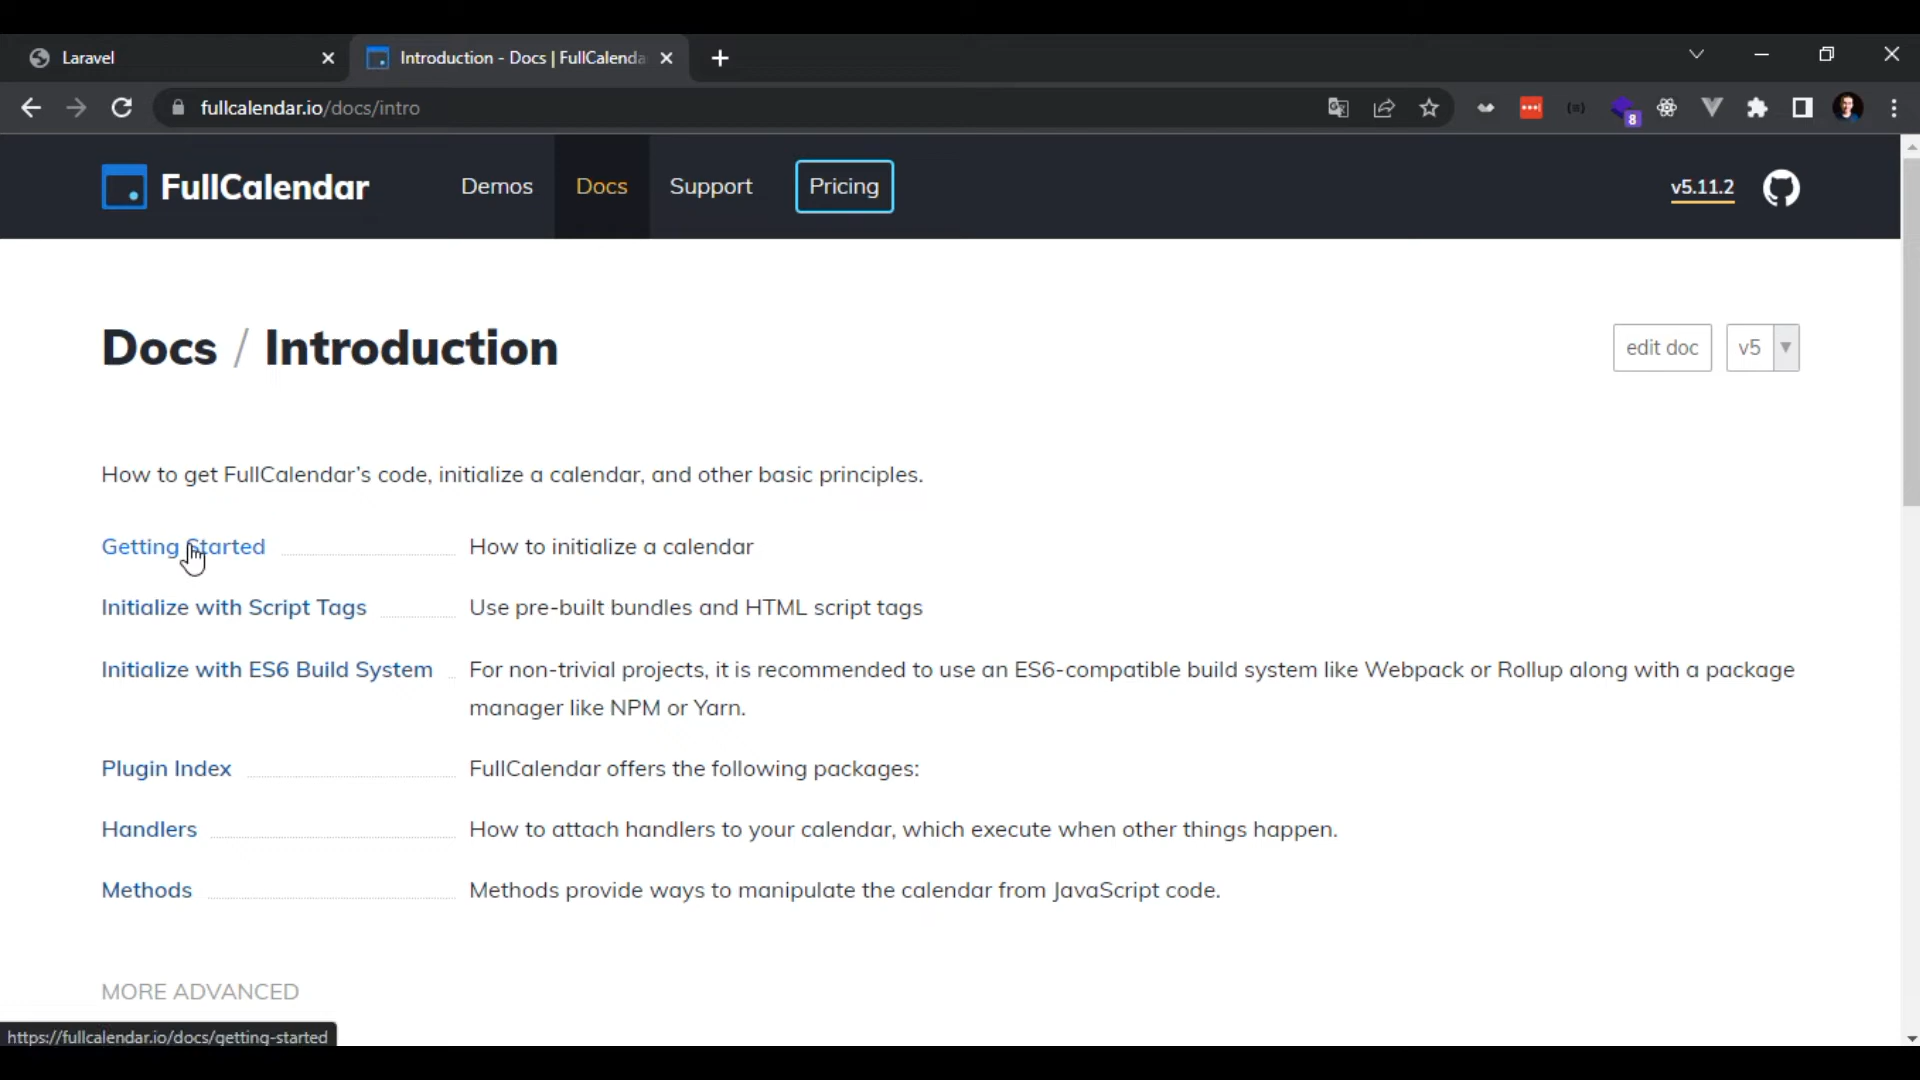 Laravel
Introduction - Docs | FullCalenda
fullcalendar.io/docs/intro
8
FullCalendar
Demos
Docs
Support
Pricing
v5.11.2
Docs / Introduction
edit doc
v5
How to get FullCalendar’s code, initialize a calendar, and other basic principles.
Getting Started
How to initialize a calendar
Initialize with Script Tags
Use pre-built bundles and HTML script tags
Initialize with ES6 Build System
For non-trivial projects, it is recommended to use an ES6-compatible build system like Webpack or Rollup along with a package
manager like NPM or Yarn.
Plugin Index
FullCalendar offers the following packages:
Handlers
How to attach handlers to your calendar, which execute when other things happen.
Methods
Methods provide ways to manipulate the calendar from JavaScript code.
MORE ADVANCED
https://fullcalendar.io/docs/getting-started